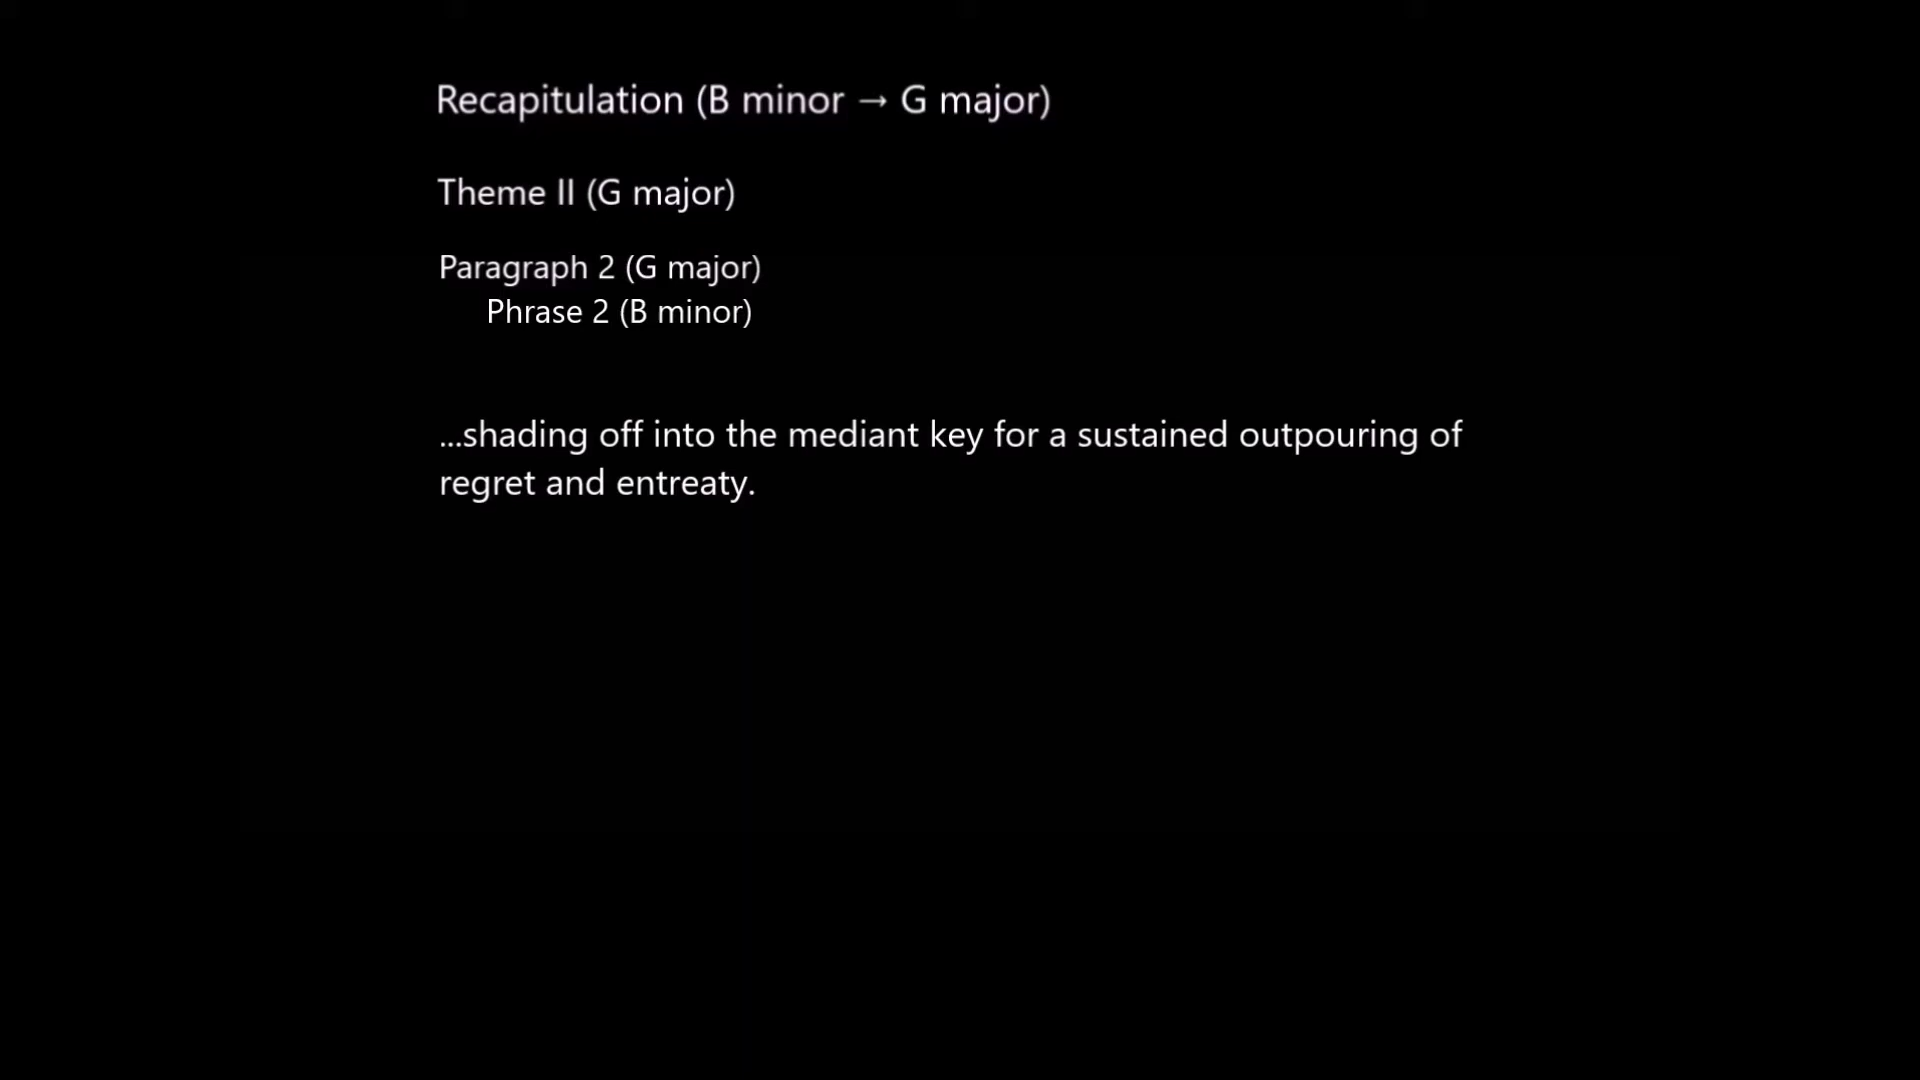 Recapitulation (B minor → G major)
Theme II (G major)
Paragraph 2 (G major)
Phrase 2 (B minor)
...shading off into the mediant key for a sustained outpouring of
regret and entreaty.